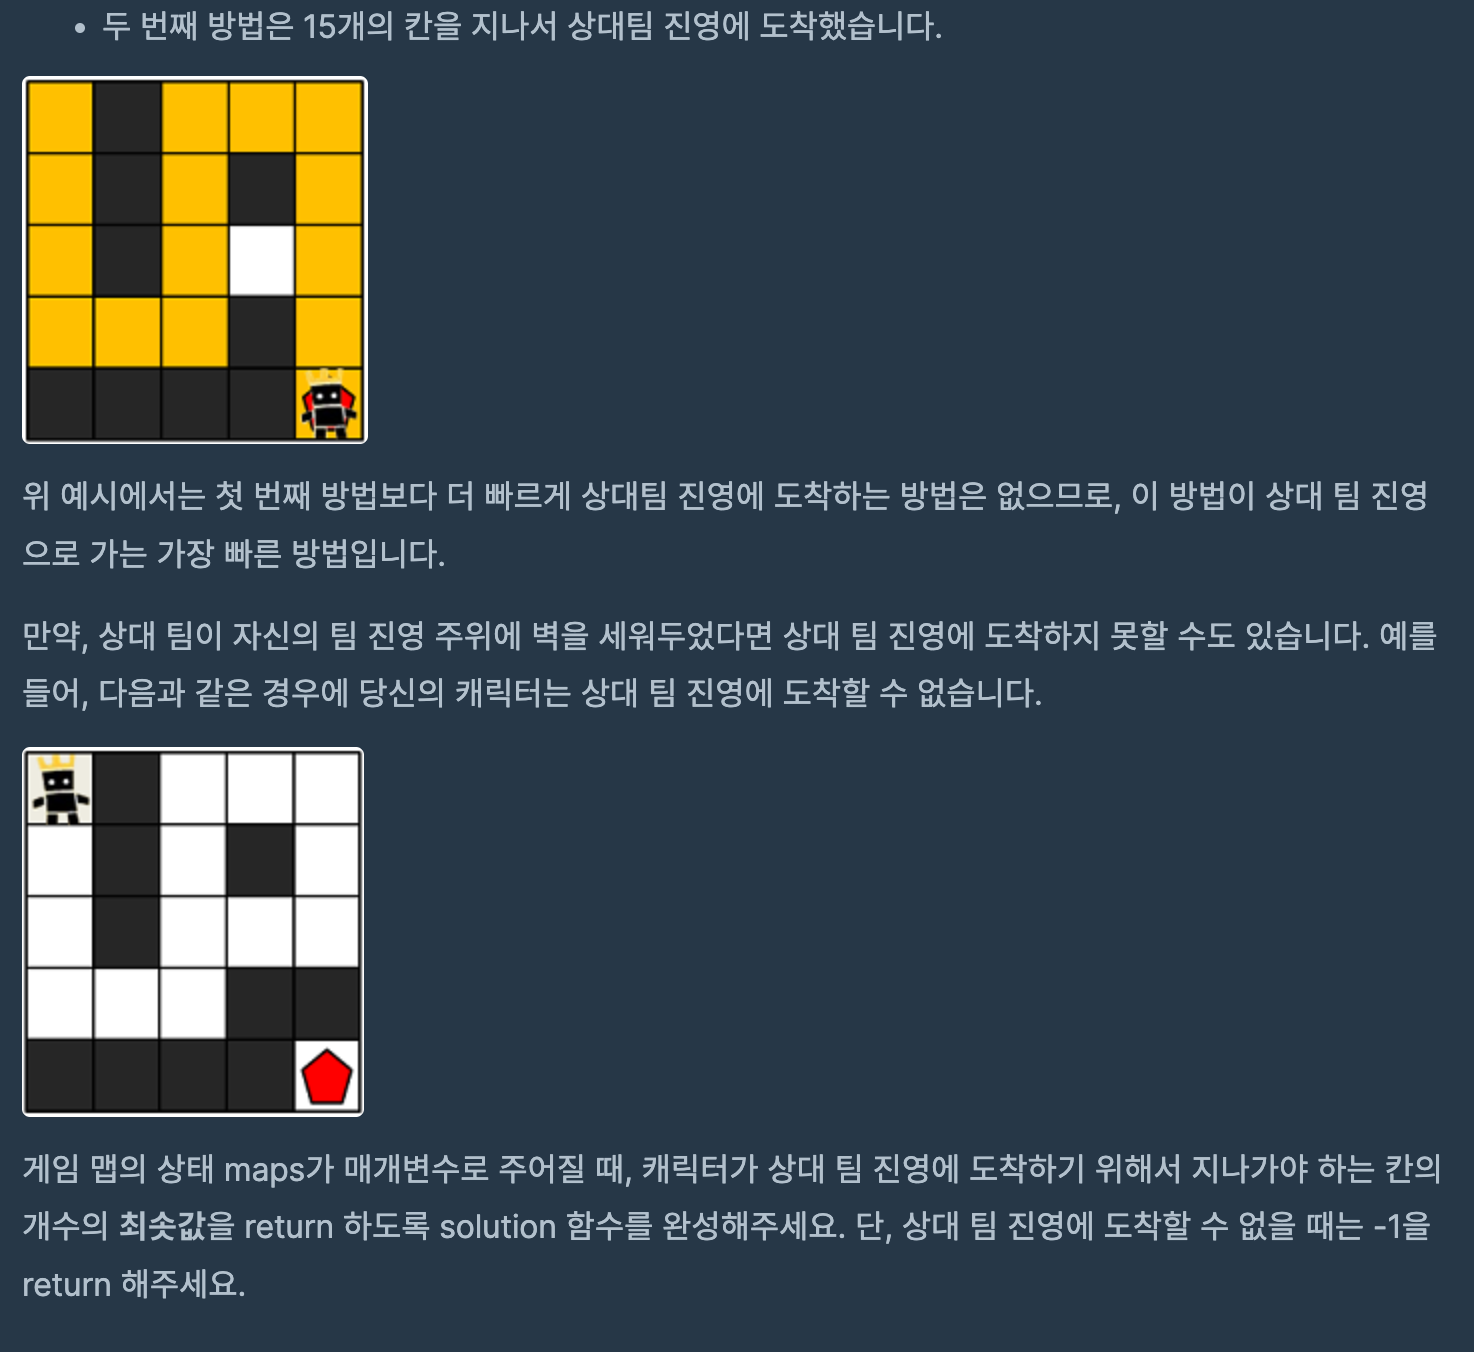 • 두 번째 방법은 15개의 칸을 지나서 상대팀 진영에 도착했습니다.
위 예시에서는 첫 번째 방법보다 더 빠르게 상대팀 진영에 도착하는 방법은 없으므로, 이 방법이 상대 팀 진영
으로 가는 가장 빠른 방법입니다.
만약, 상대 팀이 자신의 팀 진영 주위에 벽을 세워두었다면 상대 팀 진영에 도착하지 못할 수도 있습니다. 예를
들어, 다음과 같은 경우에 당신의 캐릭터는 상대 팀 진영에 도착할 수 없습니다.
게임 맵의 상태 maps가 매개변수로 주어질 때, 캐릭터가 상대 팀 진영에 도착하기 위해서 지나가야 하는 칸의
개수의 최솟값을 return 하도록 solution 함수를 완성해주세요. 단, 상대 팀 진영에 도착할 수 없을 때는 -1을
return 해주세요.